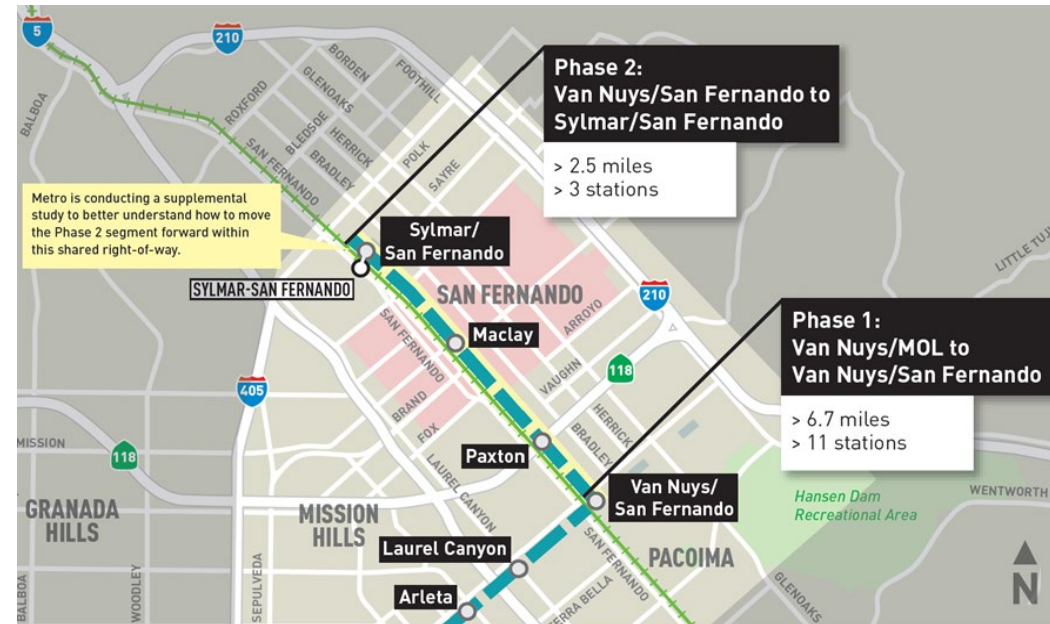 5
210
BORDEN
GLENOAKS
FOOTHILL
ROXFORD
BALBOA
BLEDSOE
HERRICK
BRADLEY
SAN FERNANDO
POLK
SAYRE
Phase 2:
Van Nuys/San Fernando to
Sylmar/San Fernando
> 2.5 miles
> 3 stations
Metro is conducting a supplemental
study to better understand how to move
the Phase 2 segment forward within
this shared right-of-way.
Sylmar/
San Fernando
SYLMAR-SAN FERNANDO
SAN FERNANDO
210
LITTLE TUJ
Maclay
ARROYO
SAN FERNANDO
VAUGHN
118
Phase 1:
Van Nuys/MOL to
Van Nuys/San Fernando
> 6.7 miles
> 11 stations
405
BRAND
FOX
HERRICK
BRADLEY
MISSION
118
Paxton
LAUREL CANYON
Van Nuys/
San Fernando
Hansen Dam
Recreational Area
WENTWORTH
GRANADA
HILLS
MISSION
HILLS
Laurel Canyon
SAN FERNANDO
PACOIMA
Arleta
ERRA BELLA
GLENOAKS
BALBOA
WOODLEY
SEPULVEDA
N